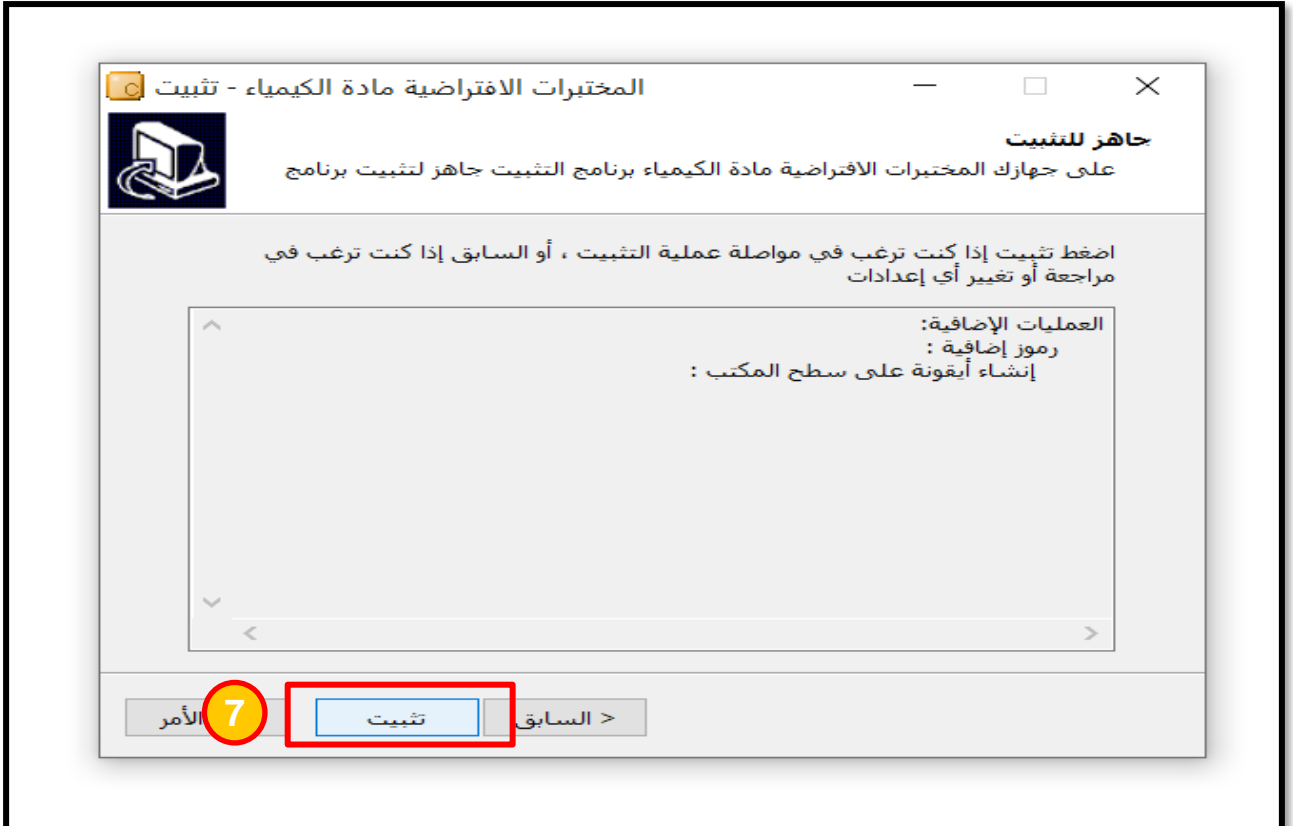 المختبرات الافتراضية مادة الكيمياء - تثبيت
جاهز للتثبيت
على جهازك المختبرات الافتراضية مادة الكيمياء برنامج التثبيت جاهز لتثبيت برنامج
اضغط تثبيت إذا كنت ترغب في مواصلة عملية التثبيت ، أو السابق إذا كنت ترغب في
مراجعة أو تغيير أي إعدادات
العمليات الإضافية:
رموز إضافية :
إنشاء أيقونة على سطح المكتب :
< السابق
تثبيت
7
الأمر